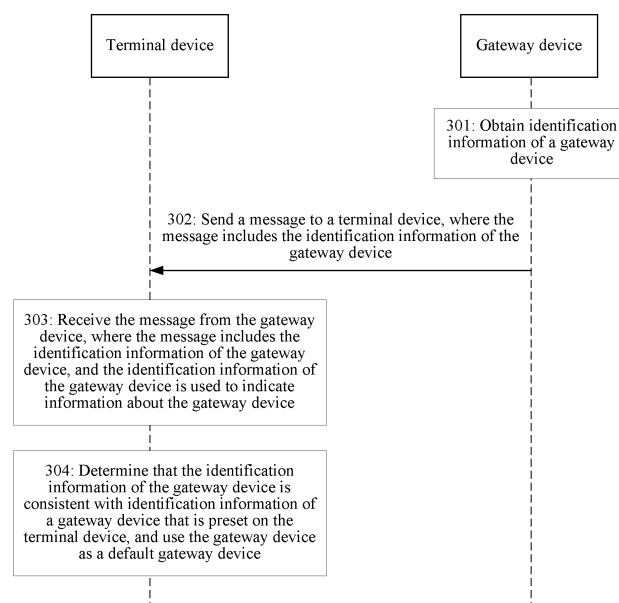 Terminal device
Gateway device
301: Obtain identification
information of a gateway
device
302: Send a message to a terminal device, where the
message includes the identification information of the
gateway device
303: Receive the message from the gateway
device, where the message includes the
identification information of the gateway
device, and the identification information of
the gateway device is used to indicate
information about the gateway device
304: Determine that the identification
information of the gateway device is
consistent with identification information of
a gateway device that is preset on the
terminal device, and use the gateway device
as a default gateway device